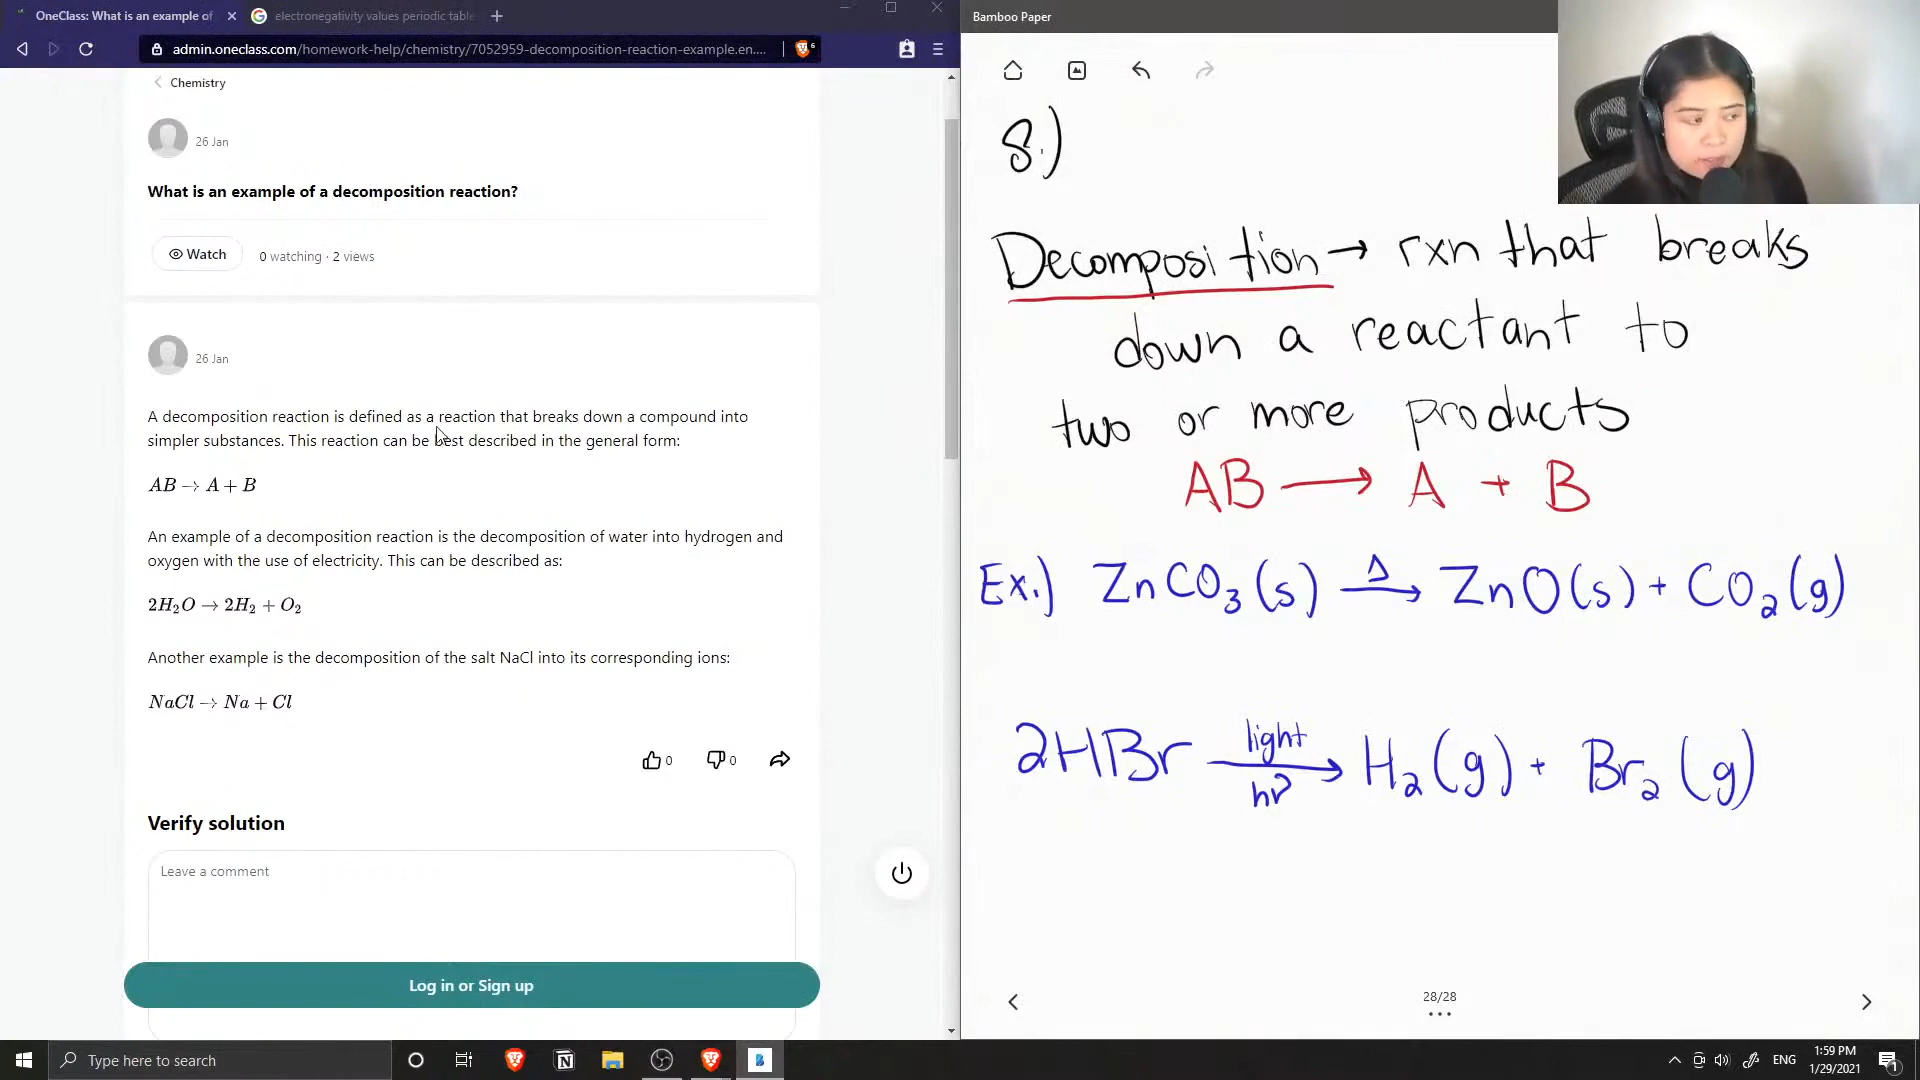 OneClass: What is an example of
electronegativity values periodic table
admin.oneclass.com/homework-help/chemistry/7052959-decomposition-reaction-example.en....
6
Chemistry
26 Jan
What is an example of a decomposition reaction?
Watch
0 watching · 2 views
26 Jan
A decomposition reaction is defined as a reaction that breaks down a compound into
simpler substances. This reaction can be best described in the general form:
AB → A + B
An example of a decomposition reaction is the decomposition of water into hydrogen and
oxygen with the use of electricity. This can be described as:
2H₂O → 2H₂ + O₂
Another example is the decomposition of the salt NaCl into its corresponding ions:
NaCl → Na + Cl
0
0
Verify solution
Leave a comment
Log in or Sign up
Bamboo Paper
8.)
Decomposition → rxn that breaks
down a reactant to
two or more products
AB → A + B
Ex.) ZnCO₃(s) Δ→ ZnO(s) + CO₂(g)
light
2HBr → H₂(g) + Br₂(g)
hν
28/28
Type here to search
ENG
1:59 PM
1/29/2021
1